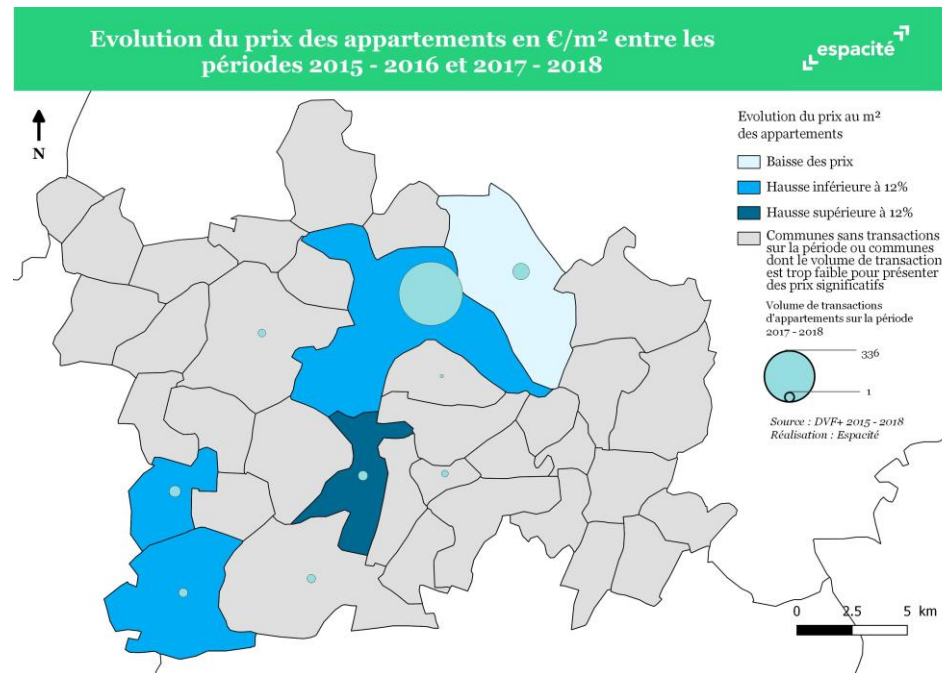 Evolution du prix des appartements en €/m² entre les
périodes 2015 - 2016 et 2017 - 2018
espacité
N
Evolution du prix au m²
des appartements
Baisse des prix
Hausse inférieure à 12%
Hausse supérieure à 12%
Communes sans transactions
sur la période ou communes
dont le volume de transaction
est trop faible pour présenter
des prix significatifs
Volume de transactions
d'appartements sur la période
2017 - 2018
336
1
Source : DVF+ 2015 - 2018
Réalisation : Espacité
0 2.5 5 km